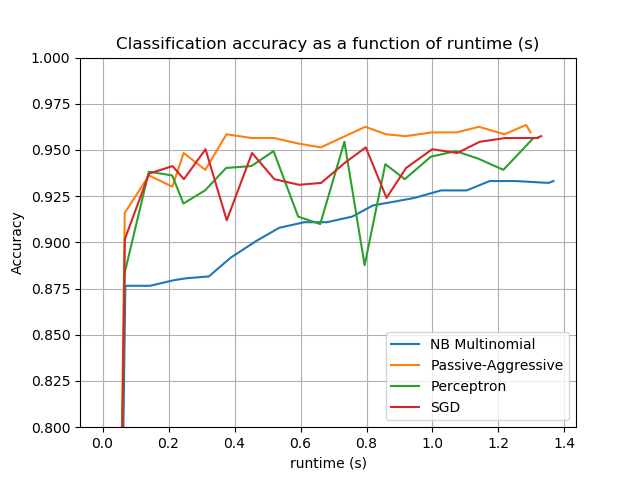 Classification accuracy as a function of runtime (s)
1.000
0.975
0.950
0.925
0.900
0.875
0.850
0.825
0.800
Accuracy
NB Multinomial
Passive-Aggressive
Perceptron
SGD
0.0 0.2 0.4 0.6 0.8 1.0 1.2 1.4
runtime (s)